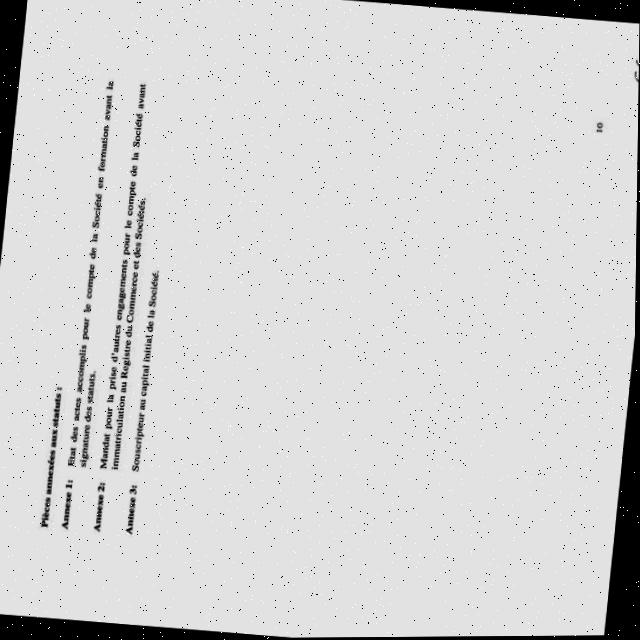 Pièces annexées aux statuts :
Annexe 1: Etat des actes accomplis pour le compte de la Société en formation avant la
signature des statuts.
Annexe 2: Mandat pour la prise d'autres engagements pour le compte de la Société avant
immatriculation au Registre du Commerce et des Sociétés.
Annexe 3: Souscripteur au capital initial de la Société.
10